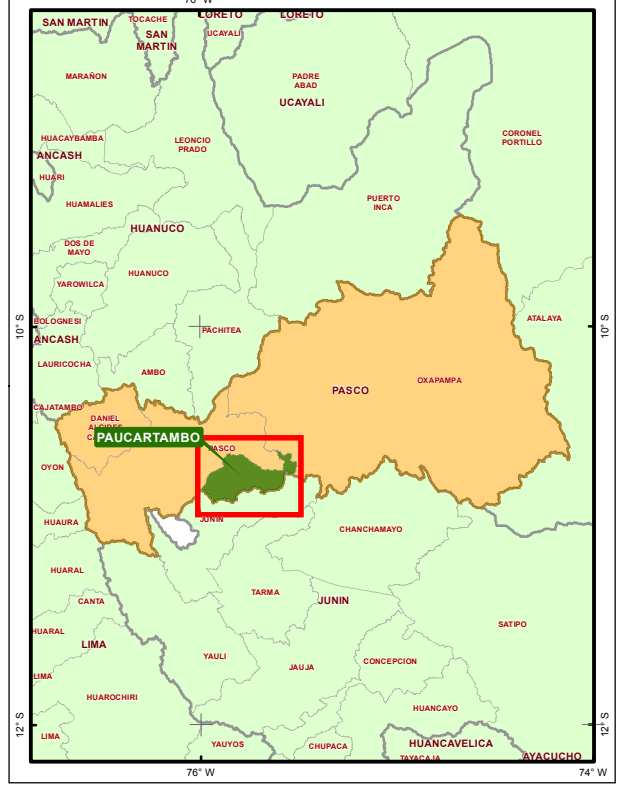 76° W
SAN MARTIN
TOCACHE
LORETO
LORETO
UCAYALI
SAN
MARTIN
MARAÑON
PADRE
ABAD
UCAYALI
HUACAYBAMBA
LEONCIO
PRADO
CORONEL
PORTILLO
ANCASH
HUARI
HUAMALIES
PUERTO
INCA
HUANUCO
DOS DE
MAYO
HUANUCO
YAROWILCA
BOLOGNESI
PACHITEA
ATALAYA
10° S
10° S
ANCASH
LAURICOCHA
AMBO
OXAPAMPA
PASCO
CAJATAMBO
DANIEL
ALCIDES
PAUCARTAMBO
PASCO
OYON
HUAURA
JUNIN
CHANCHAMAYO
HUARAL
CANTA
TARMA
JUNIN
SATIPO
HUARAL
LIMA
YAULI
JAUJA
CONCEPCION
LIMA
HUAROCHIRI
HUANCAYO
12° S
12° S
LIMA
YAUYOS
CHUPACA
HUANCAVELICA
TAYACAJA
AYACUCHO
76° W
74° W